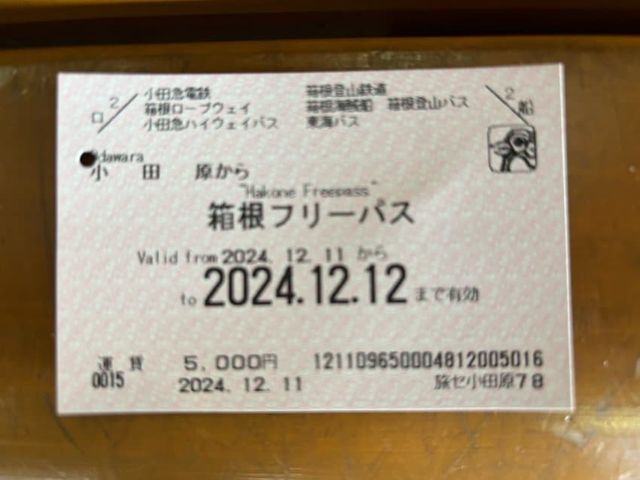 小田急電鉄 箱根登山鉄道
箱根ロープウェイ 箱根海賊船 箱根登山バス
小田急ハイウェイバス 東海バス
ロ 2/
/2 船
Odawara
小田原から
"Hakone Freepass"
箱根フリーパス
Valid from 2024. 12. 11 から
to 2024.12.12 まで有効
運賃 5,000円 1211096500048120050​16
0015 2024. 12. 11 旅セ小田原78